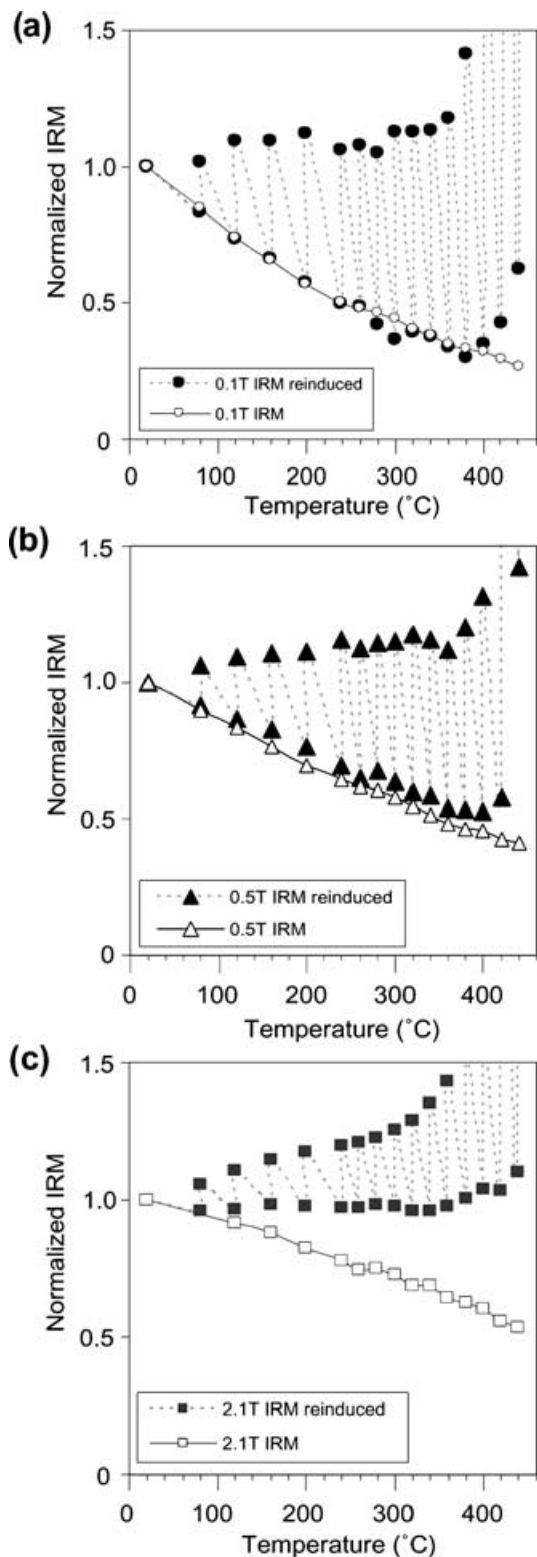 (a)
1.5
1.0
0.5
0
Normalized IRM
0.1T IRM reinduced
0.1T IRM
0 100 200 300 400
Temperature (˚C)
(b)
1.5
1.0
0.5
0
Normalized IRM
0.5T IRM reinduced
0.5T IRM
0 100 200 300 400
Temperature (˚C)
(c)
1.5
1.0
0.5
0
Normalized IRM
2.1T IRM reinduced
2.1T IRM
0 100 200 300 400
Temperature (˚C)